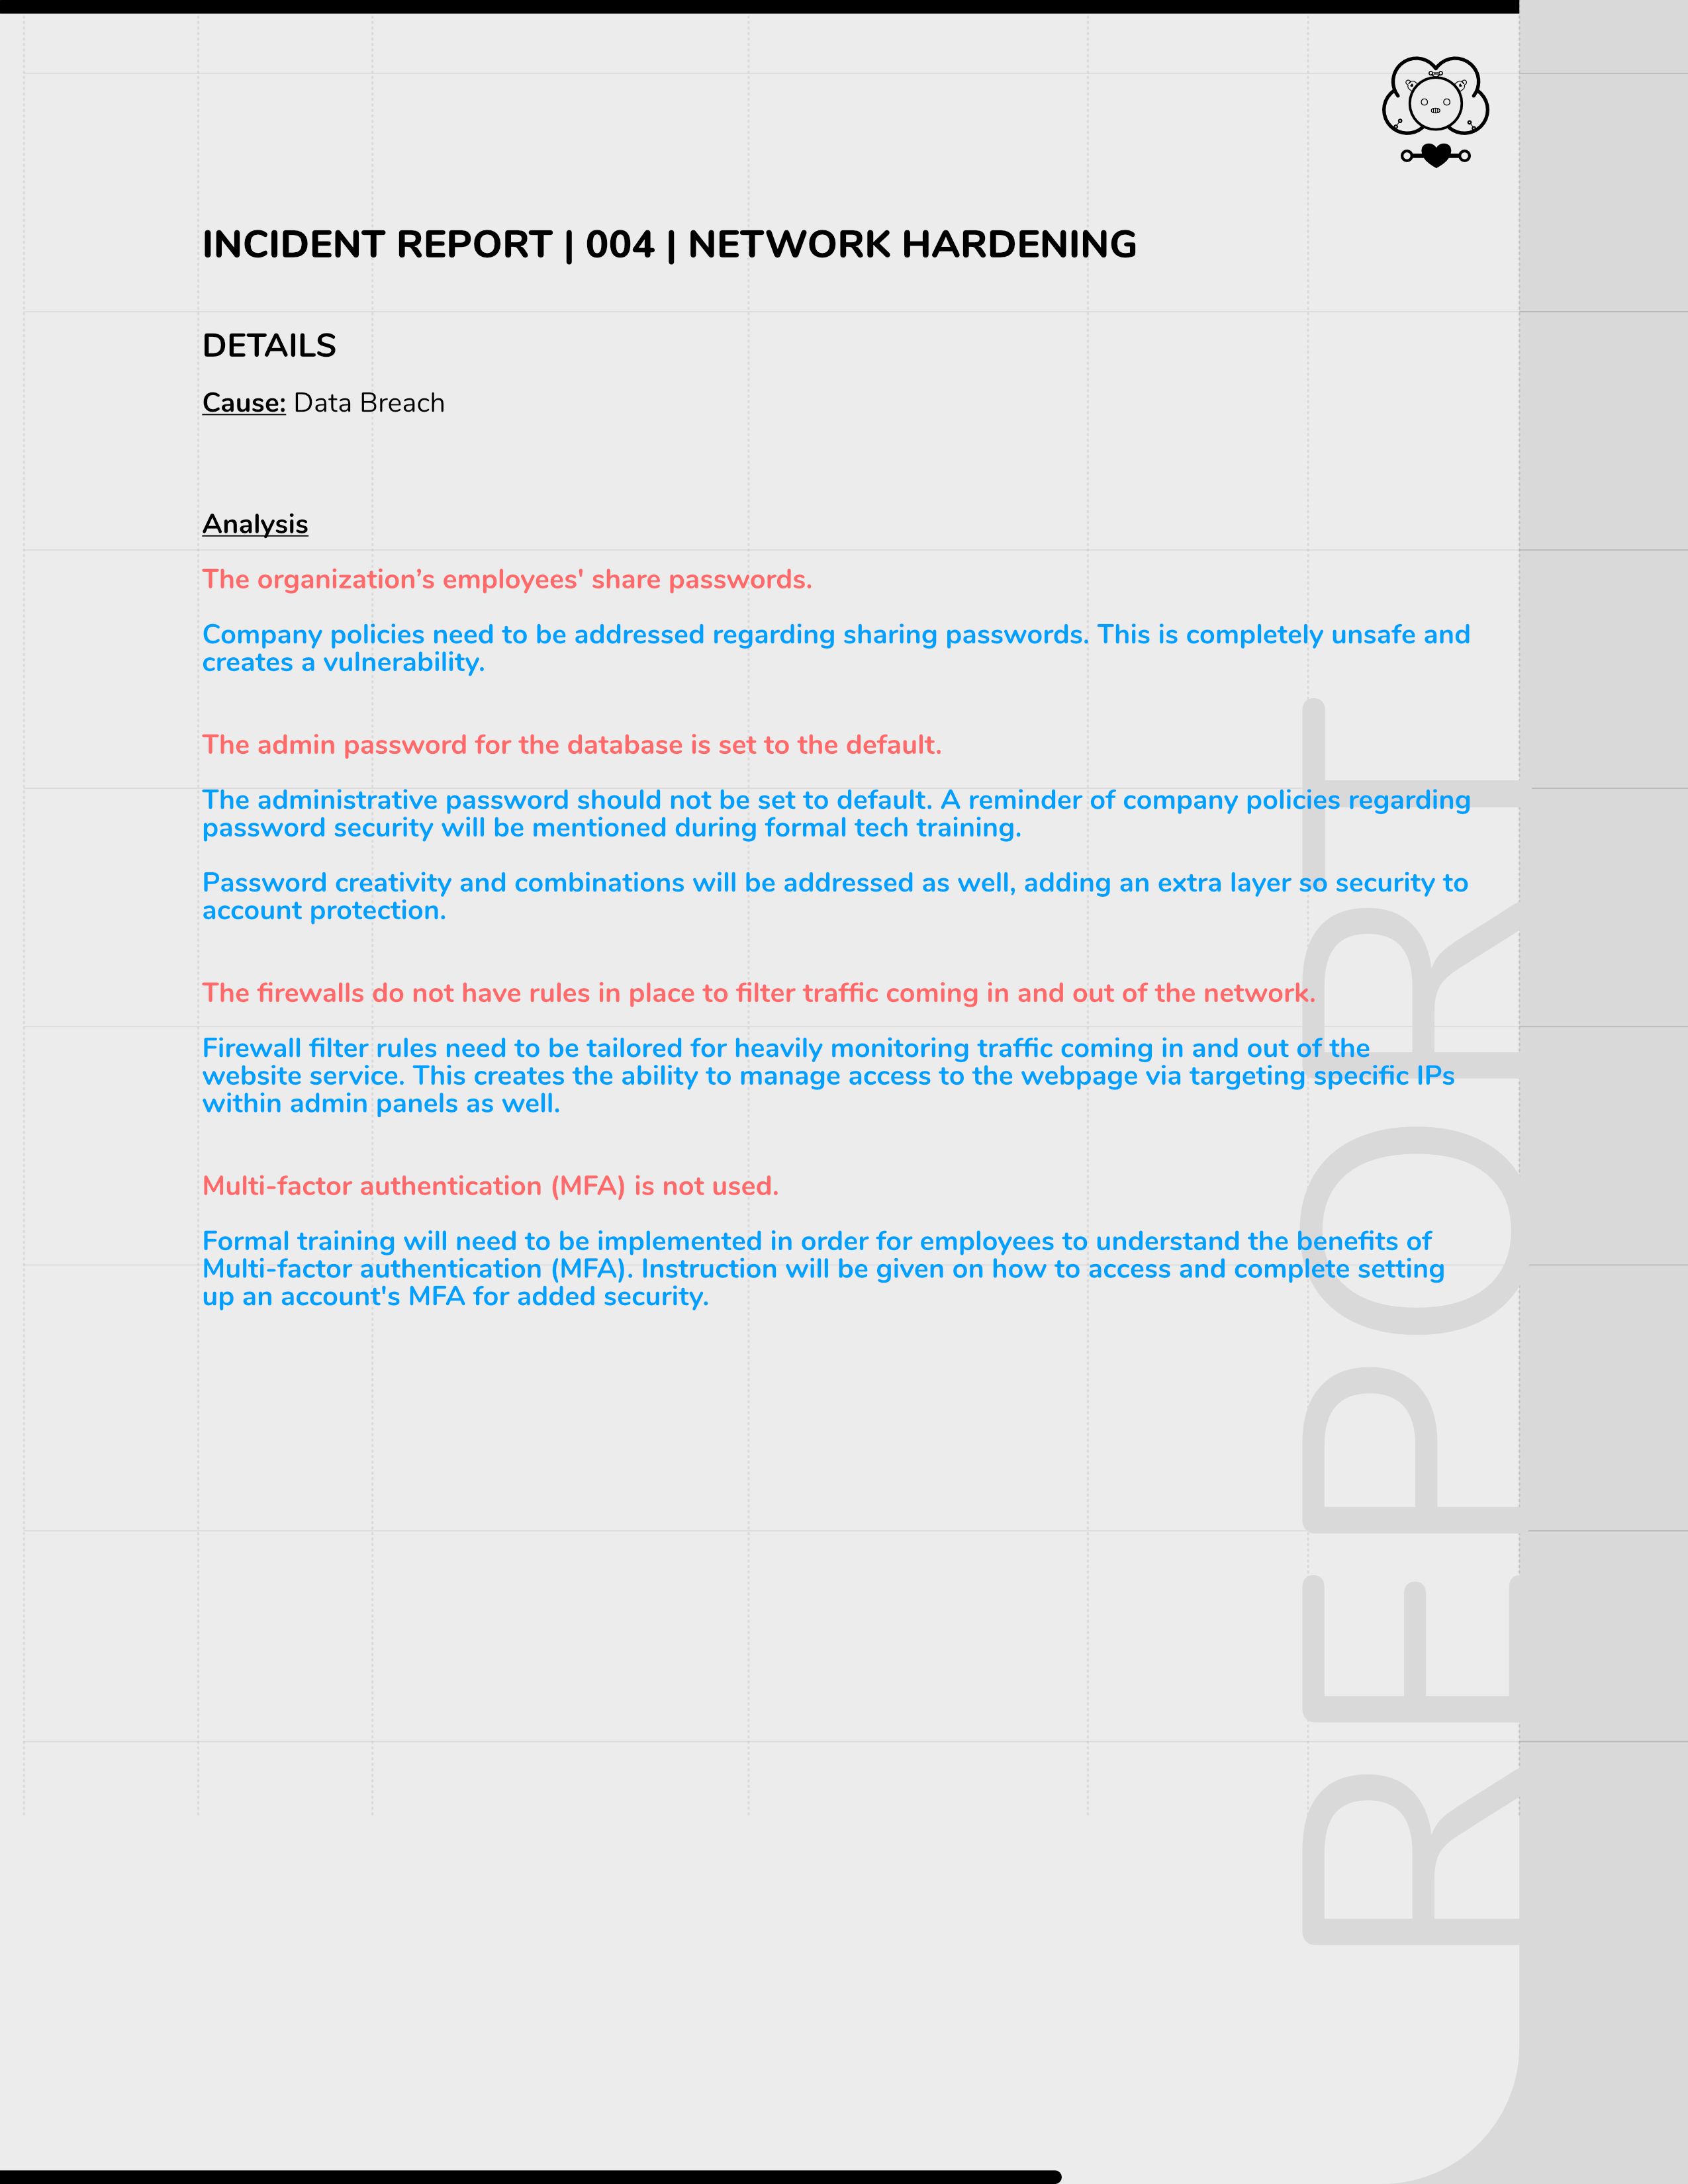 INCIDENT REPORT | 004 | NETWORK HARDENING
DETAILS
Cause: Data Breach
Analysis
The organization’s employees' share passwords.
Company policies need to be addressed regarding sharing passwords. This is completely unsafe and
creates a vulnerability.
The admin password for the database is set to the default.
The administrative password should not be set to default. A reminder of company policies regarding
password security will be mentioned during formal tech training.
Password creativity and combinations will be addressed as well, adding an extra layer so security to
account protection.
The firewalls do not have rules in place to filter traffic coming in and out of the network.
Firewall filter rules need to be tailored for heavily monitoring traffic coming in and out of the
website service. This creates the ability to manage access to the webpage via targeting specific IPs
within admin panels as well.
Multi-factor authentication (MFA) is not used.
Formal training will need to be implemented in order for employees to understand the benefits of
Multi-factor authentication (MFA). Instruction will be given on how to access and complete setting
up an account's MFA for added security.
REPORT